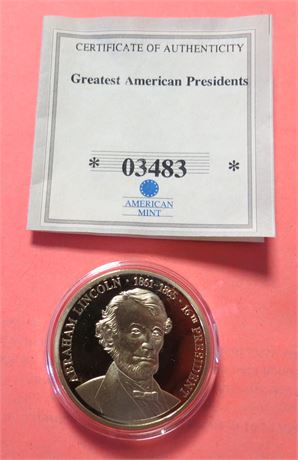 CERTIFICATE OF AUTHENTICITY
Greatest American Presidents
* 03483 *
AMERICAN
MINT
ABRAHAM LINCOLN · 1861-1865 · 16TH PRESIDENT